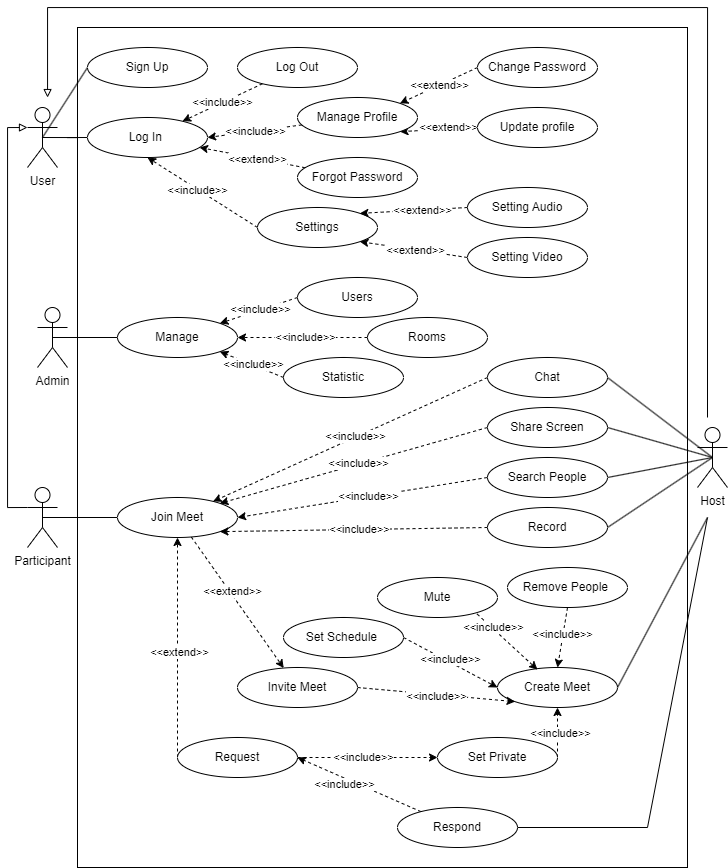 Sign Up
Log Out
<<include>>
Change Password
<<extend>>
Manage Profile
<<include>>
Log In
<<extend>>
Update profile
<<extend>>
Forgot Password
User
<<include>>
Settings
<<extend>>
Setting Audio
<<extend>>
Setting Video
Users
<<include>>
Manage
<<include>>
Rooms
<<include>>
Statistic
Admin
Chat
<<include>>
Share Screen
<<include>>
Search People
<<include>>
Host
Join Meet
<<include>>
Record
Participant
<<extend>>
Mute
Remove People
<<include>>
<<include>>
Set Schedule
<<extend>>
<<include>>
Invite Meet
<<include>>
Create Meet
<<include>>
Request
<<include>>
Set Private
<<include>>
Respond